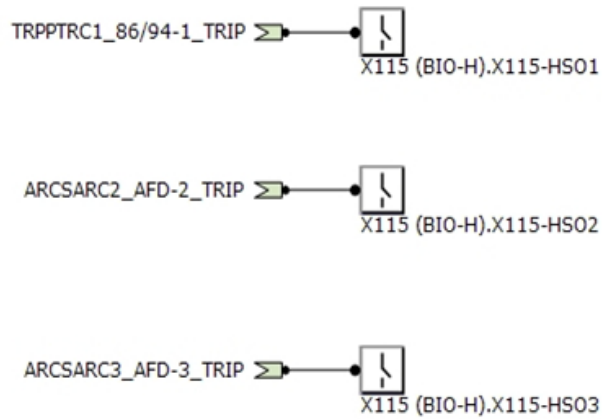 TRPPTRC1_86/94-1_TRIP
X115 (BIO-H).X115-HSO1
ARCSARC2_AFD-2_TRIP
X115 (BIO-H).X115-HSO2
ARCSARC3_AFD-3_TRIP
X115 (BIO-H).X115-HSO3